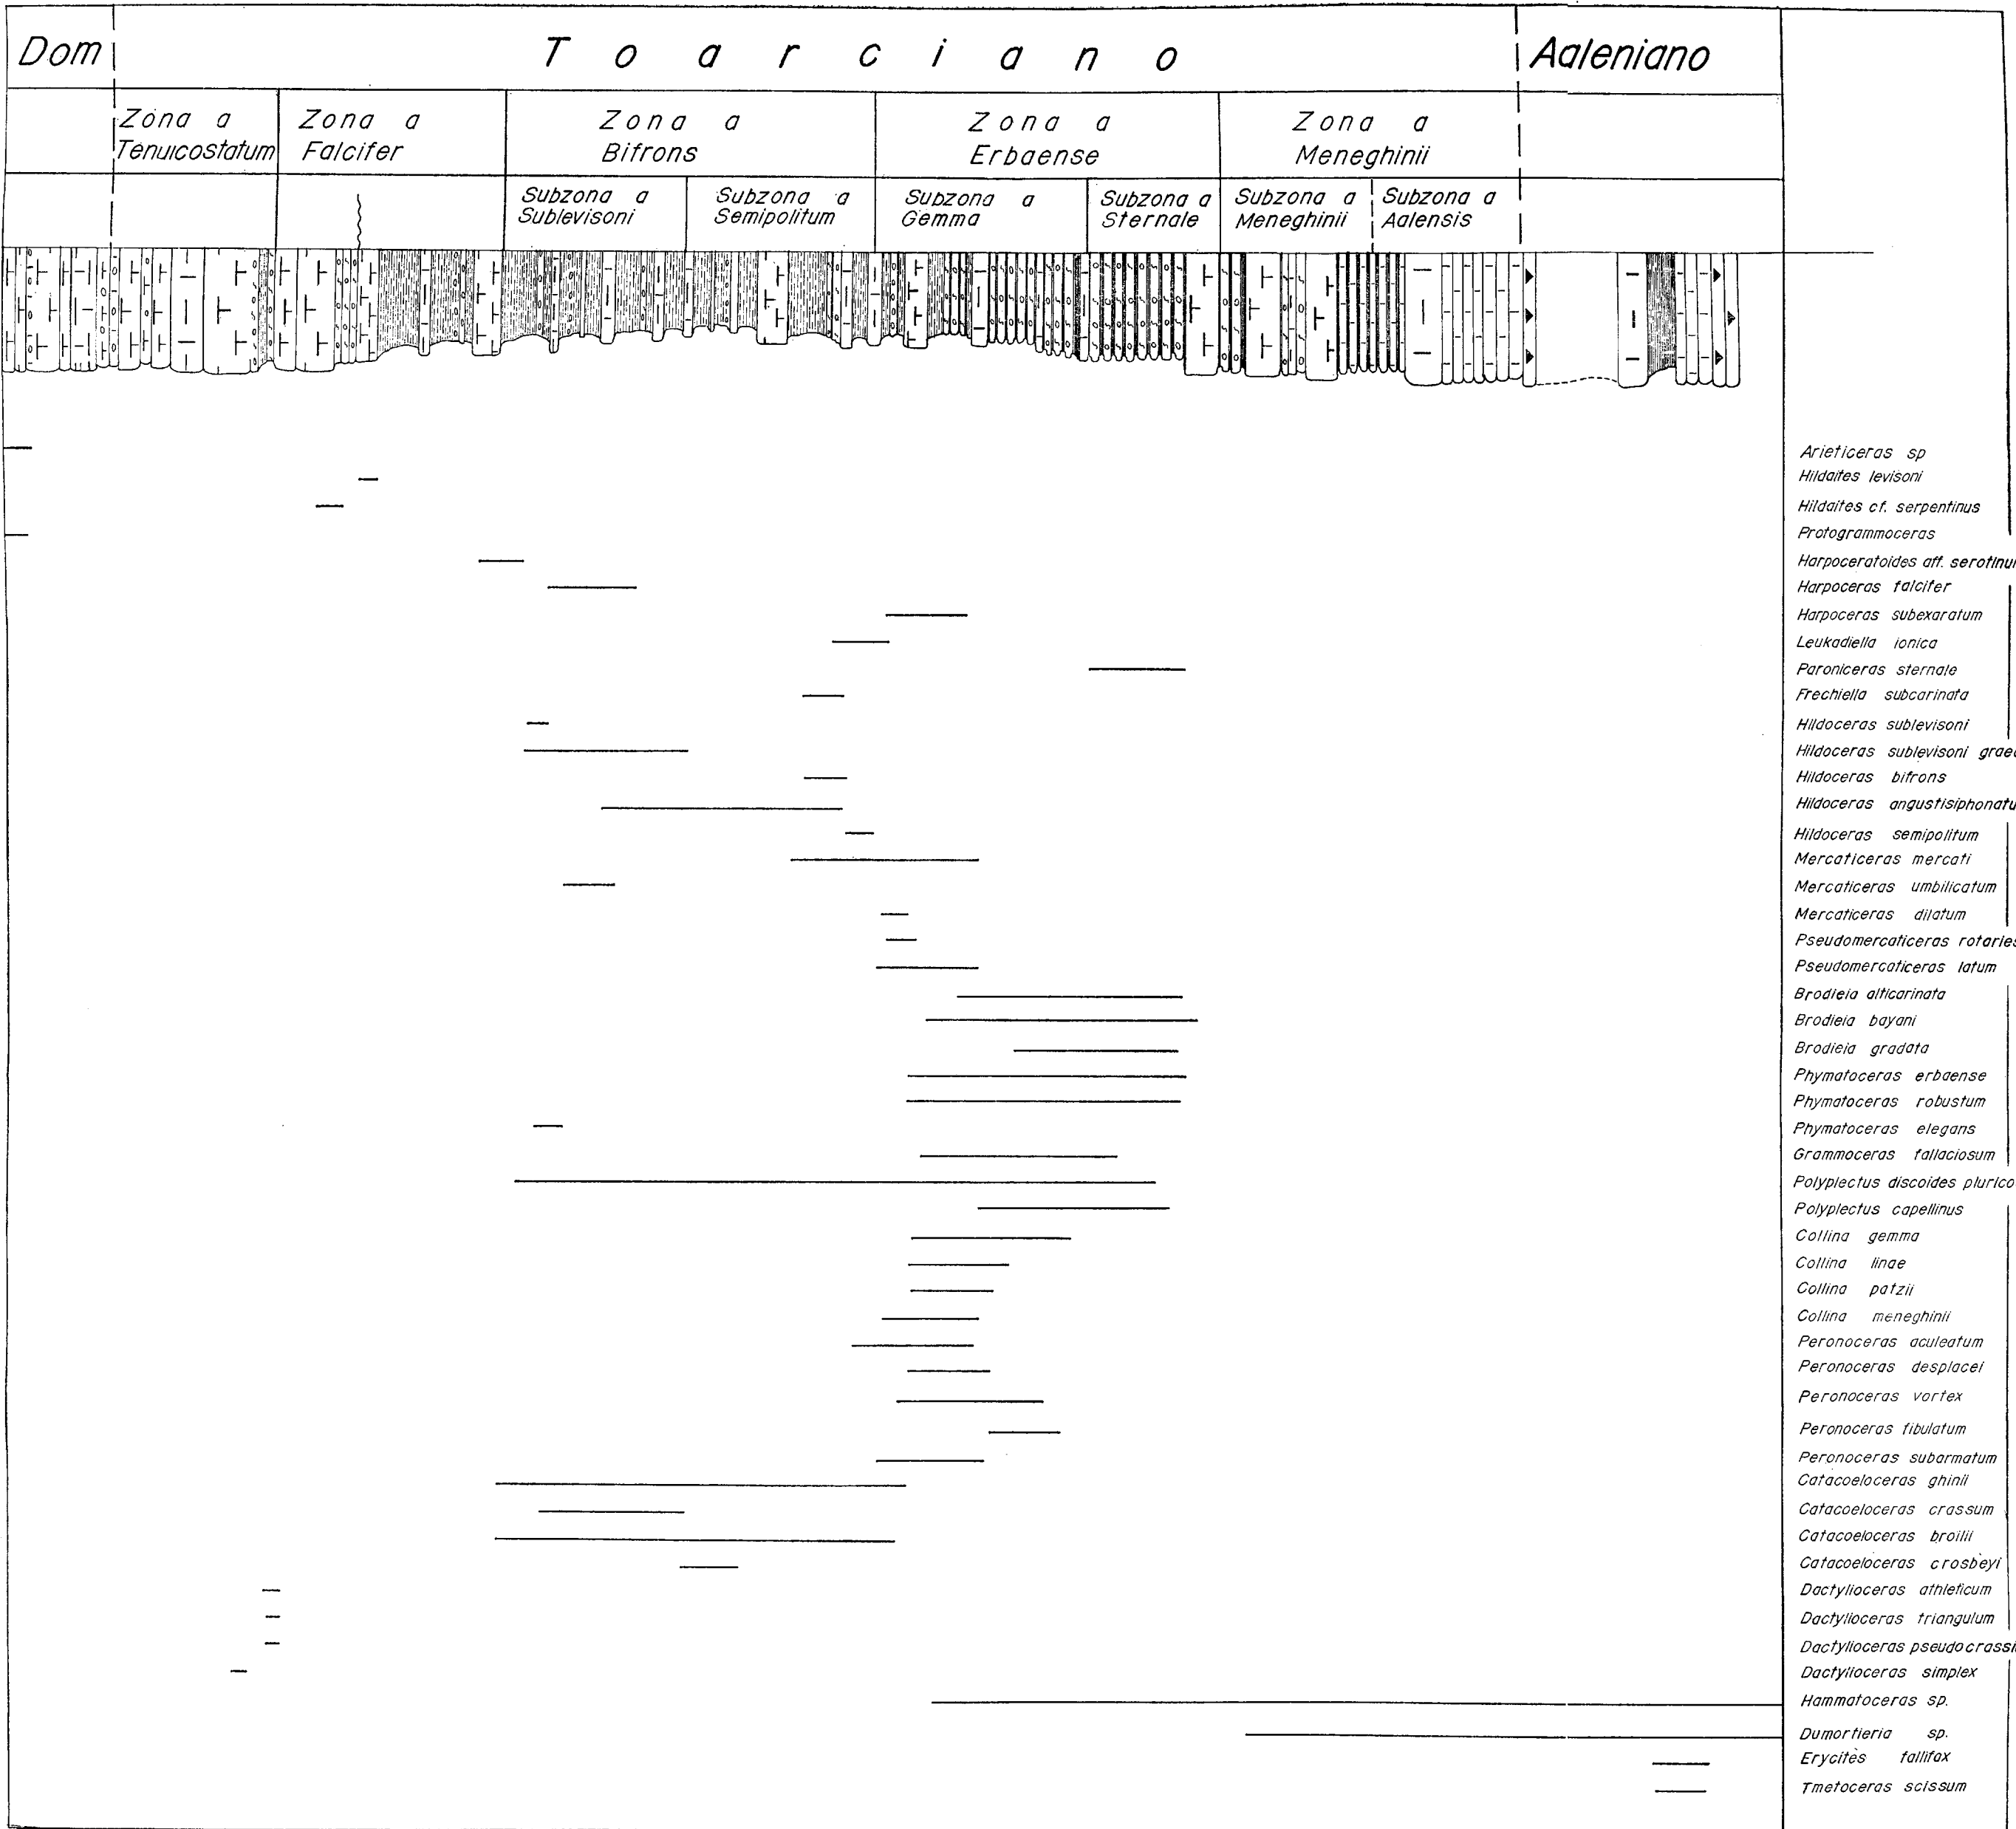 Dom
Toarciano
Aaleniano
Zona a
Tenuicostatum
Zona a
Falcifer
Zona a
Bifrons
Zona a
Erbaense
Zona a
Meneghinii
Subzona a
Sublevisoni
Subzona a
Semipolitum
Subzona a
Gemma
Subzona a
Sternale
Subzona a
Meneghinii
Subzona a
Aalensis
Arieticeras sp
Hildaites levisoni
Hildaites cf. serpentinus
Protogrammoceras
Harpoceratoides aff. serotinu
Harpoceras falcifer
Harpoceras subexaratum
Leukadiella ionica
Paroniceras sternale
Frechiella subcarinata
Hildoceras sublevisoni
Hildoceras sublevisoni grae
Hildoceras bifrons
Hildoceras angustisiphonatu
Hildoceras semipolitum
Mercaticeras mercati
Mercaticeras umbilicatum
Mercaticeras dilatum
Pseudomercaticeras rotaries
Pseudomercaticeras latum
Brodieia alticarinata
Brodieia bayani
Brodieia gradata
Phymatoceras erbaense
Phymatoceras robustum
Phymatoceras elegans
Grammoceras fallaciosum
Polyplectus discoides plurico
Polyplectus capellinus
Collina gemma
Collina linae
Collina patzii
Collina meneghinii
Peronoceras aculeatum
Peronoceras desplacei
Peronoceras vortex
Peronoceras fibulatum
Peronoceras subarmatum
Catacoeloceras ghinii
Catacoeloceras crassum
Catacoeloceras broilii
Catacoeloceras crosbeyi
Dactylioceras athleticum
Dactylioceras triangulum
Dactylioceras pseudocrassi
Dactylioceras simplex
Hammatoceras sp.
Dumortieria sp.
Erycites fallifax
Tmetoceras scissum